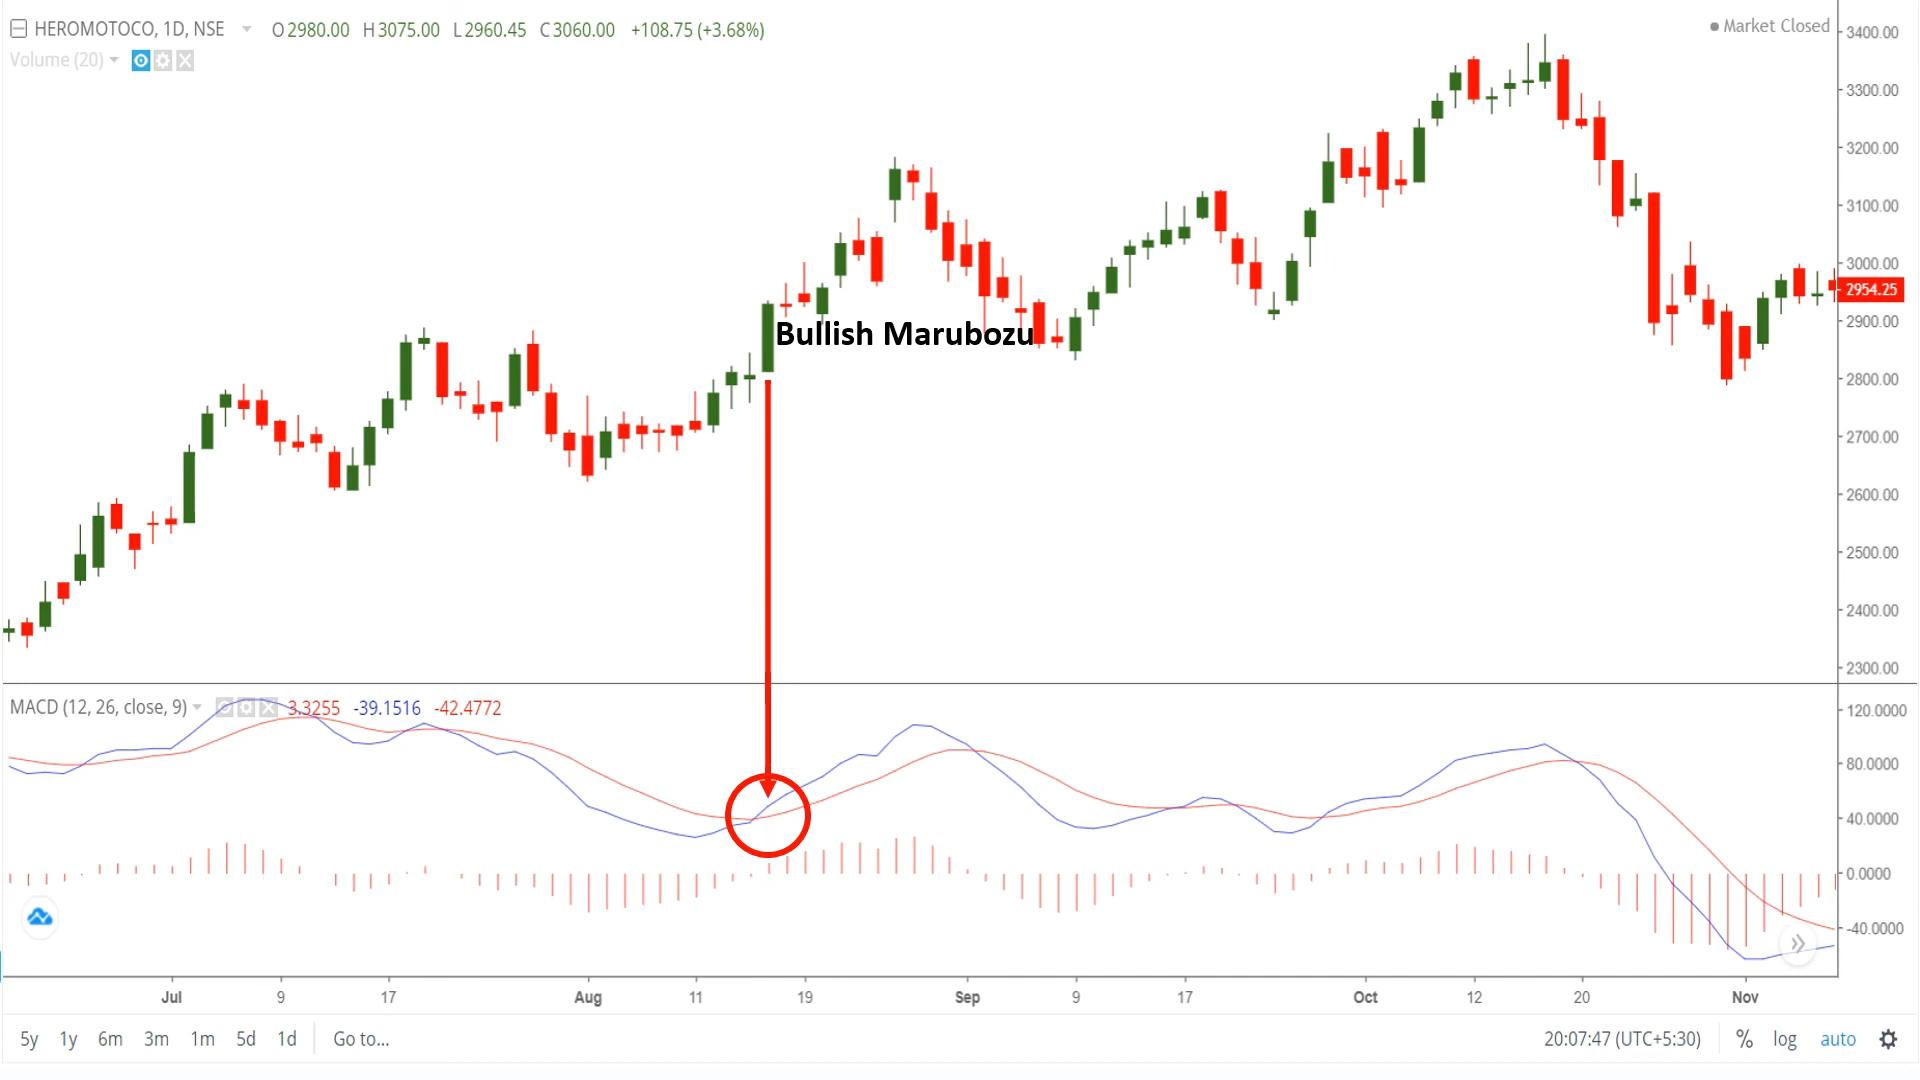 HEROMOTOCO, 1D, NSE O2980.00 H3075.00 L2960.45 C3060.00 +108.75 (+3.68%)
Market Closed
Volume (20)
3400.00
3300.00
3200.00
3100.00
3000.00
2954.25
2900.00
Bullish Marubozu
2800.00
2700.00
2600.00
2500.00
2400.00
2300.00
MACD (12, 26, close, 9) 3.3255 -39.1516 -42.4772
120.0000
80.0000
40.0000
0.0000
-40.0000
Jul 9 17 Aug 11 19 Sep 9 17 Oct 12 20 Nov
5y 1y 6m 3m 1m 5d 1d Go to... 20:07:47 (UTC+5:30) % log auto